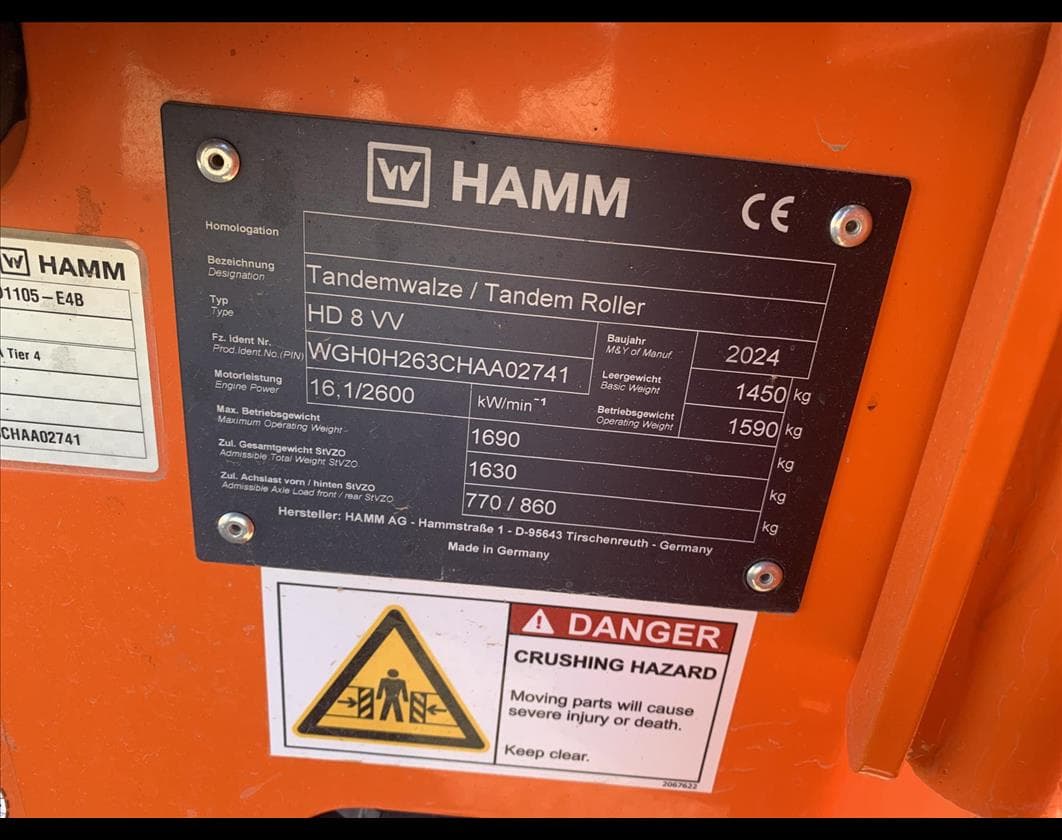 W HAMM
CE
Homologation
Bezeichnung
Designation
Tandemwalze / Tandem Roller
Typ
Type
HD 8 VV
Baujahr
M&Y of Manuf.
2024
Fz. Ident Nr.
Prod.Ident.No.(PIN)
WGH0H263CHAA02741
Leergewicht
Basic Weight
1450 kg
Motorleistung
Engine Power
16,1/2600
kW/min⁻¹
Betriebsgewicht
Operating Weight
1590 kg
Max. Betriebsgewicht
Maximum Operating Weight
1690 kg
Zul. Gesamtgewicht StVZO
Admissible Total Weight StVZO
1630 kg
Zul. Achslast vorn / hinten StVZO
Admissible Axle Load front / rear StVZO
770 / 860 kg
Hersteller: HAMM AG - Hammstraße 1 - D-95643 Tirschenreuth - Germany
Made in Germany
W HAMM
01105-E4B
Tier 4
CHAA02741
DANGER
CRUSHING HAZARD
Moving parts will cause
severe injury or death.
Keep clear.
2067622